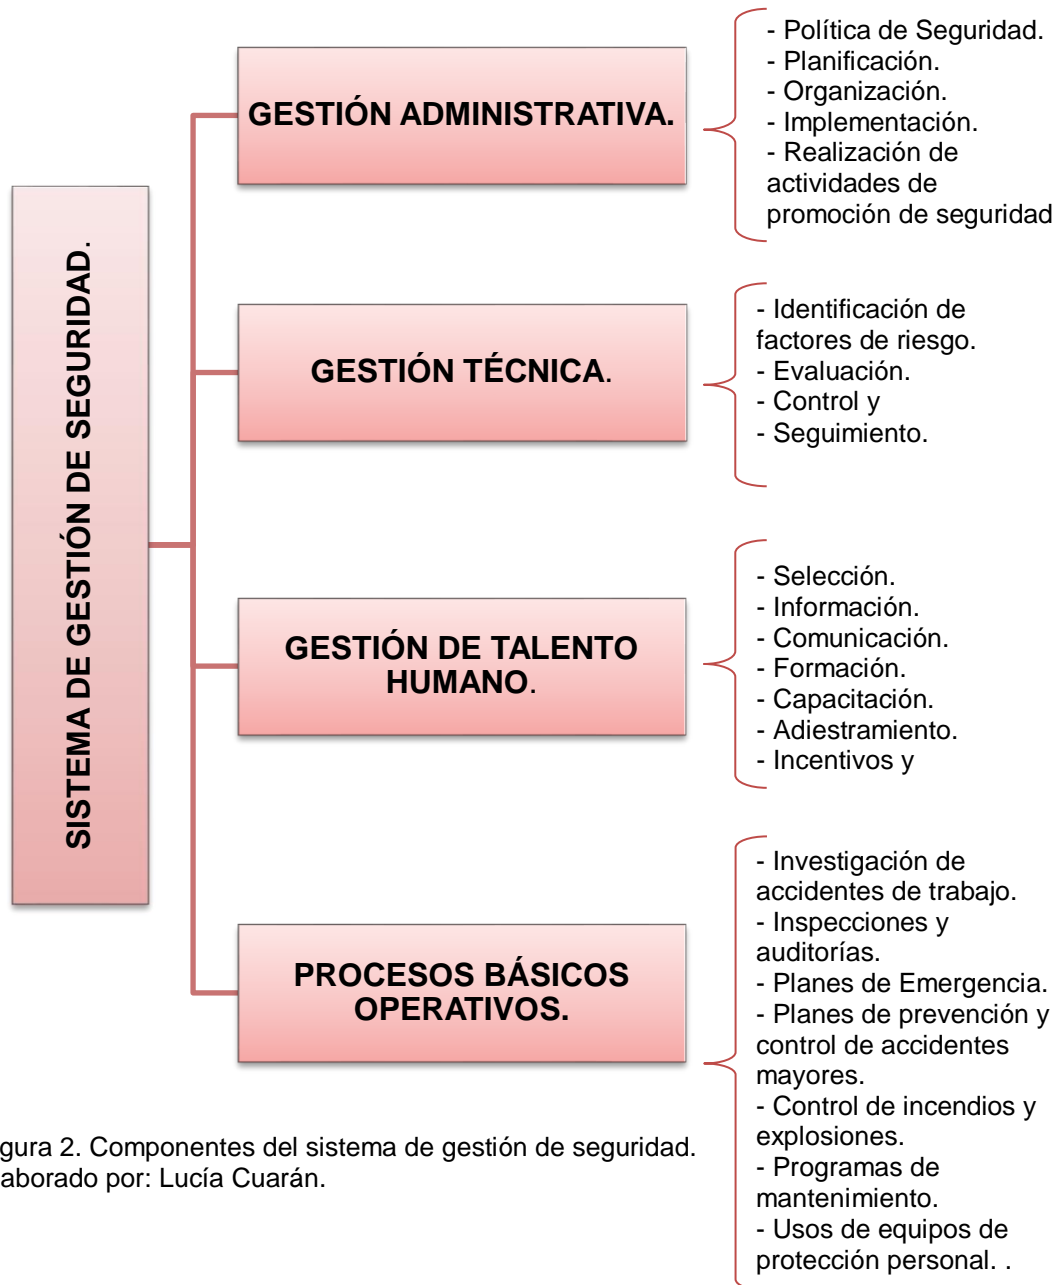 SISTEMA DE GESTIÓN DE SEGURIDAD.
GESTIÓN ADMINISTRATIVA.
- Política de Seguridad.
- Planificación.
- Organización.
- Implementación.
- Realización de
actividades de
promoción de seguridad
GESTIÓN TÉCNICA.
- Identificación de
factores de riesgo.
- Evaluación.
- Control y
- Seguimiento.
GESTIÓN DE TALENTO
HUMANO.
- Selección.
- Información.
- Comunicación.
- Formación.
- Capacitación.
- Adiestramiento.
- Incentivos y
PROCESOS BÁSICOS
OPERATIVOS.
- Investigación de
accidentes de trabajo.
- Inspecciones y
auditorías.
- Planes de Emergencia.
- Planes de prevención y
control de accidentes
mayores.
- Control de incendios y
explosiones.
- Programas de
mantenimiento.
- Usos de equipos de
protección personal. .
gura 2. Componentes del sistema de gestión de seguridad.
aborado por: Lucía Cuarán.